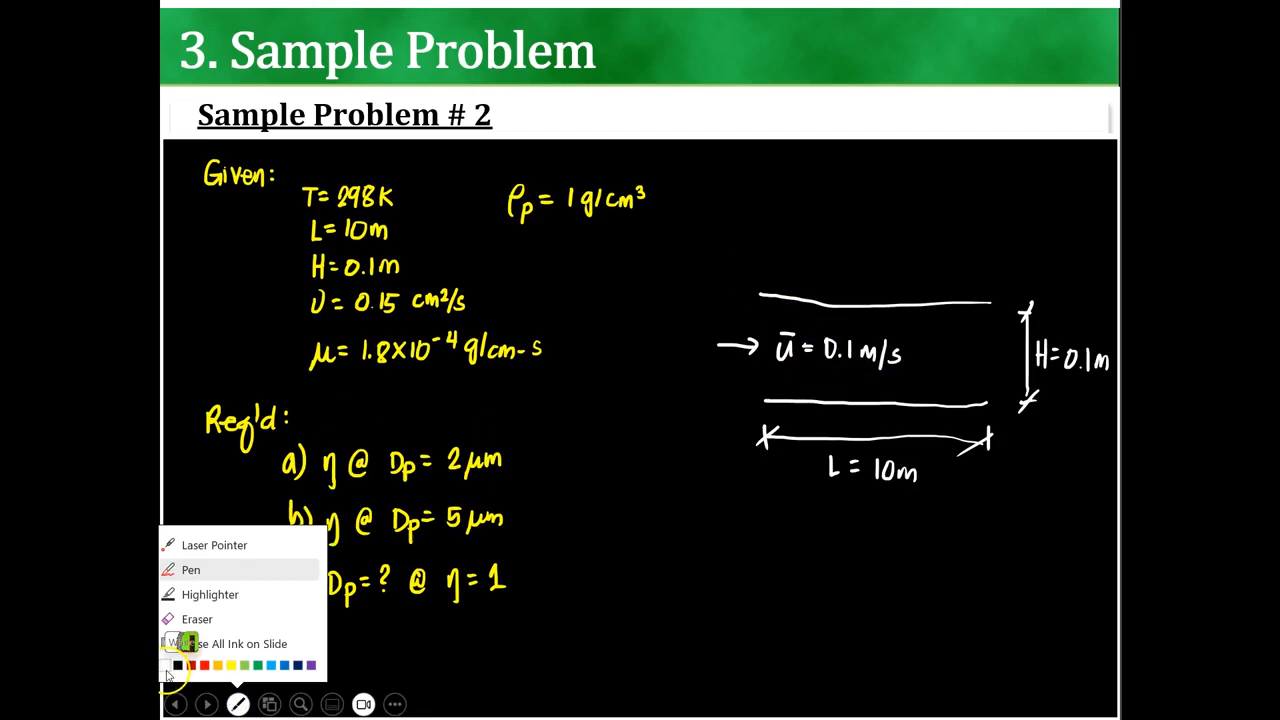 3. Sample Problem
Sample Problem # 2
Given:
T = 298K
ρp = 1 g/cm³
L = 10m
H = 0.1m
υ = 0.15 cm²/s
μ = 1.8×10⁻⁴ g/cm-s
→ ū = 0.1 m/s
H = 0.1m
L = 10m
Req'd:
a) η @ Dp = 2 μm
b) η @ Dp = 5 μm
Dp = ? @ η = 1
Laser Pointer
Pen
Highlighter
Eraser
se All Ink on Slide